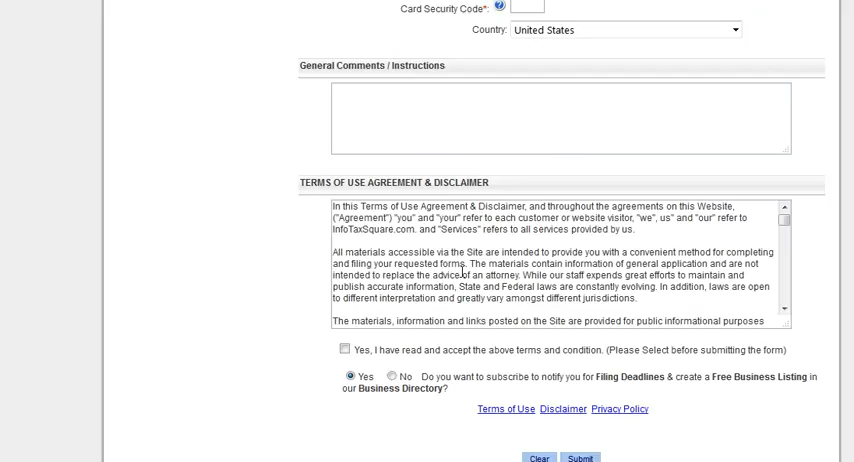 Card Security Code*:
Country: United States
General Comments / Instructions
TERMS OF USE AGREEMENT & DISCLAIMER
In this Terms of Use Agreement & Disclaimer, and throughout the agreements on this Website,
("Agreement") "you" and "your" refer to each customer or website visitor, "we", us" and "our" refer to
InfoTaxSquare.com. and "Services" refers to all services provided by us.
All materials accessible via the Site are intended to provide you with a convenient method for completing
and filing your requested forms. The materials contain information of general application and are not
intended to replace the advice of an attorney. While our staff expends great efforts to maintain and
publish accurate information, State and Federal laws are constantly evolving. In addition, laws are open
to different interpretation and greatly vary amongst different jurisdictions.
The materials, information and links posted on the Site are provided for public informational purposes
Yes, I have read and accept the above terms and condition. (Please Select before submitting the form)
Yes No Do you want to subscribe to notify you for Filing Deadlines & create a Free Business Listing in
our Business Directory?
Terms of Use Disclaimer Privacy Policy
Clear Submit